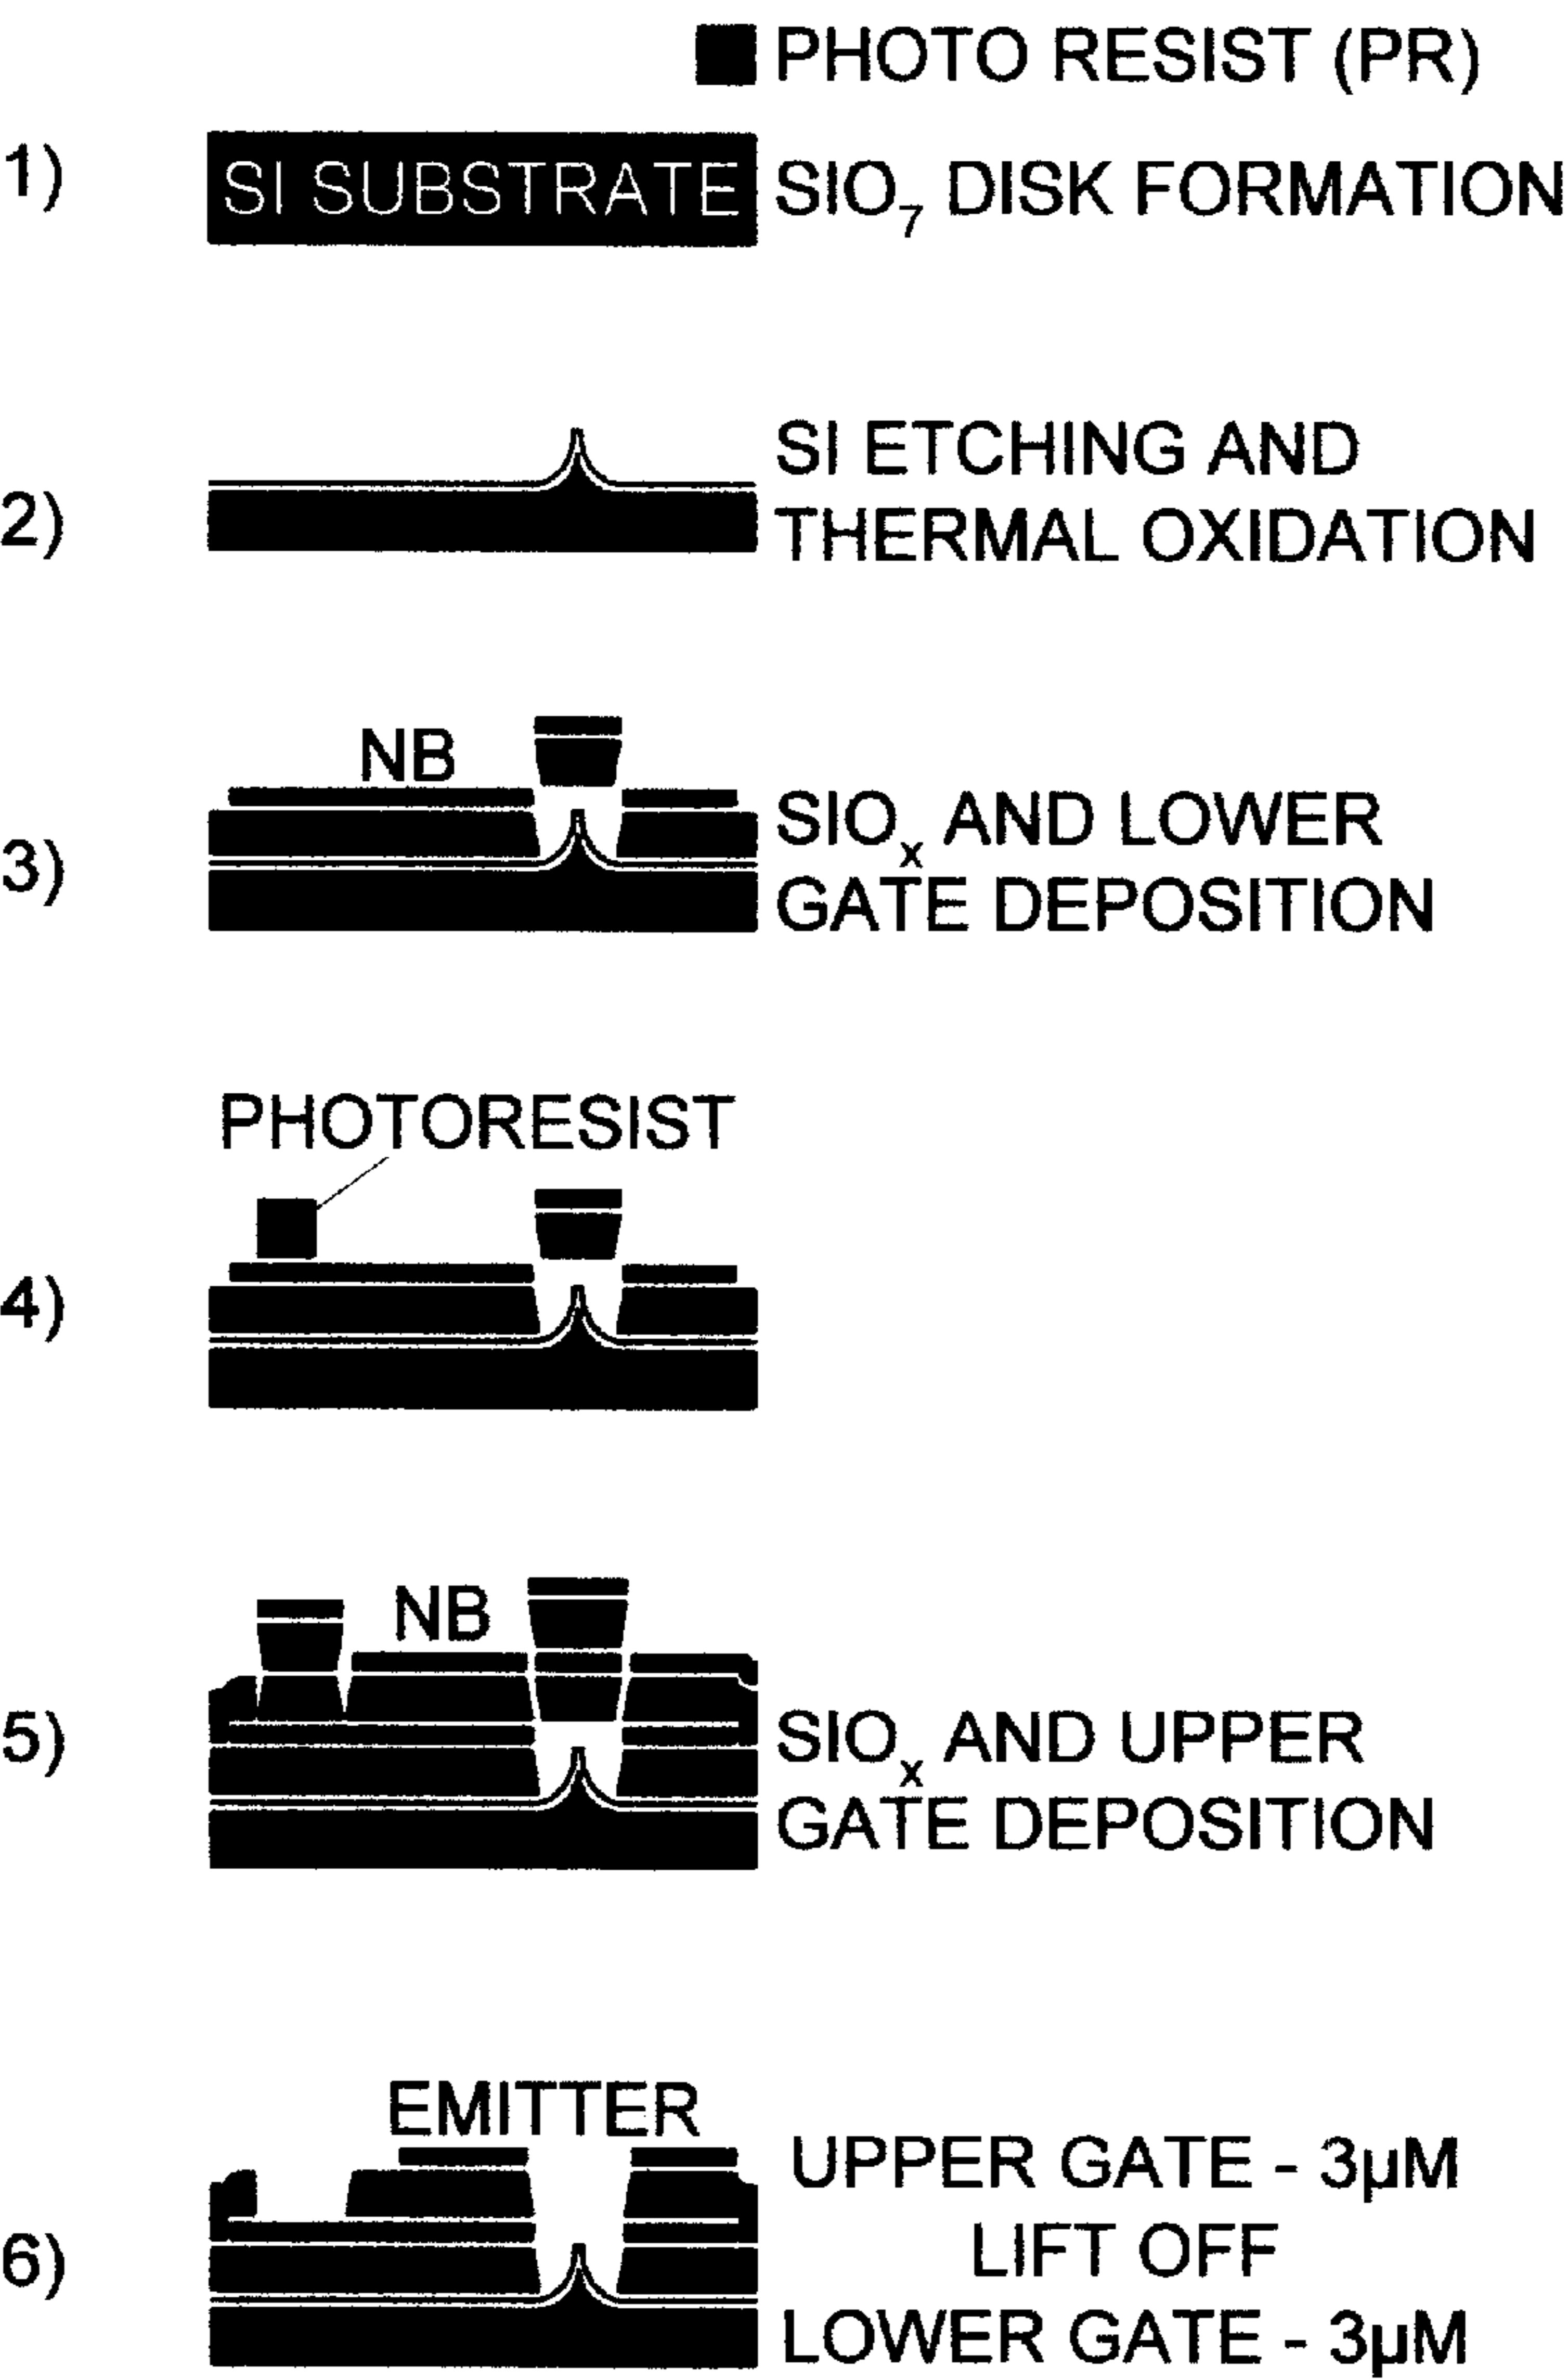 PHOTO RESIST (PR)
1) SI SUBSTRATE SIO7 DISK FORMATION
SI ETCHING AND
2) THERMAL OXIDATION
NB
3) SIOx AND LOWER
GATE DEPOSITION
PHOTORESIST
4)
NB
5) SIOx AND UPPER
GATE DEPOSITION
EMITTER
UPPER GATE - 3µM
6) LIFT OFF
LOWER GATE - 3µM